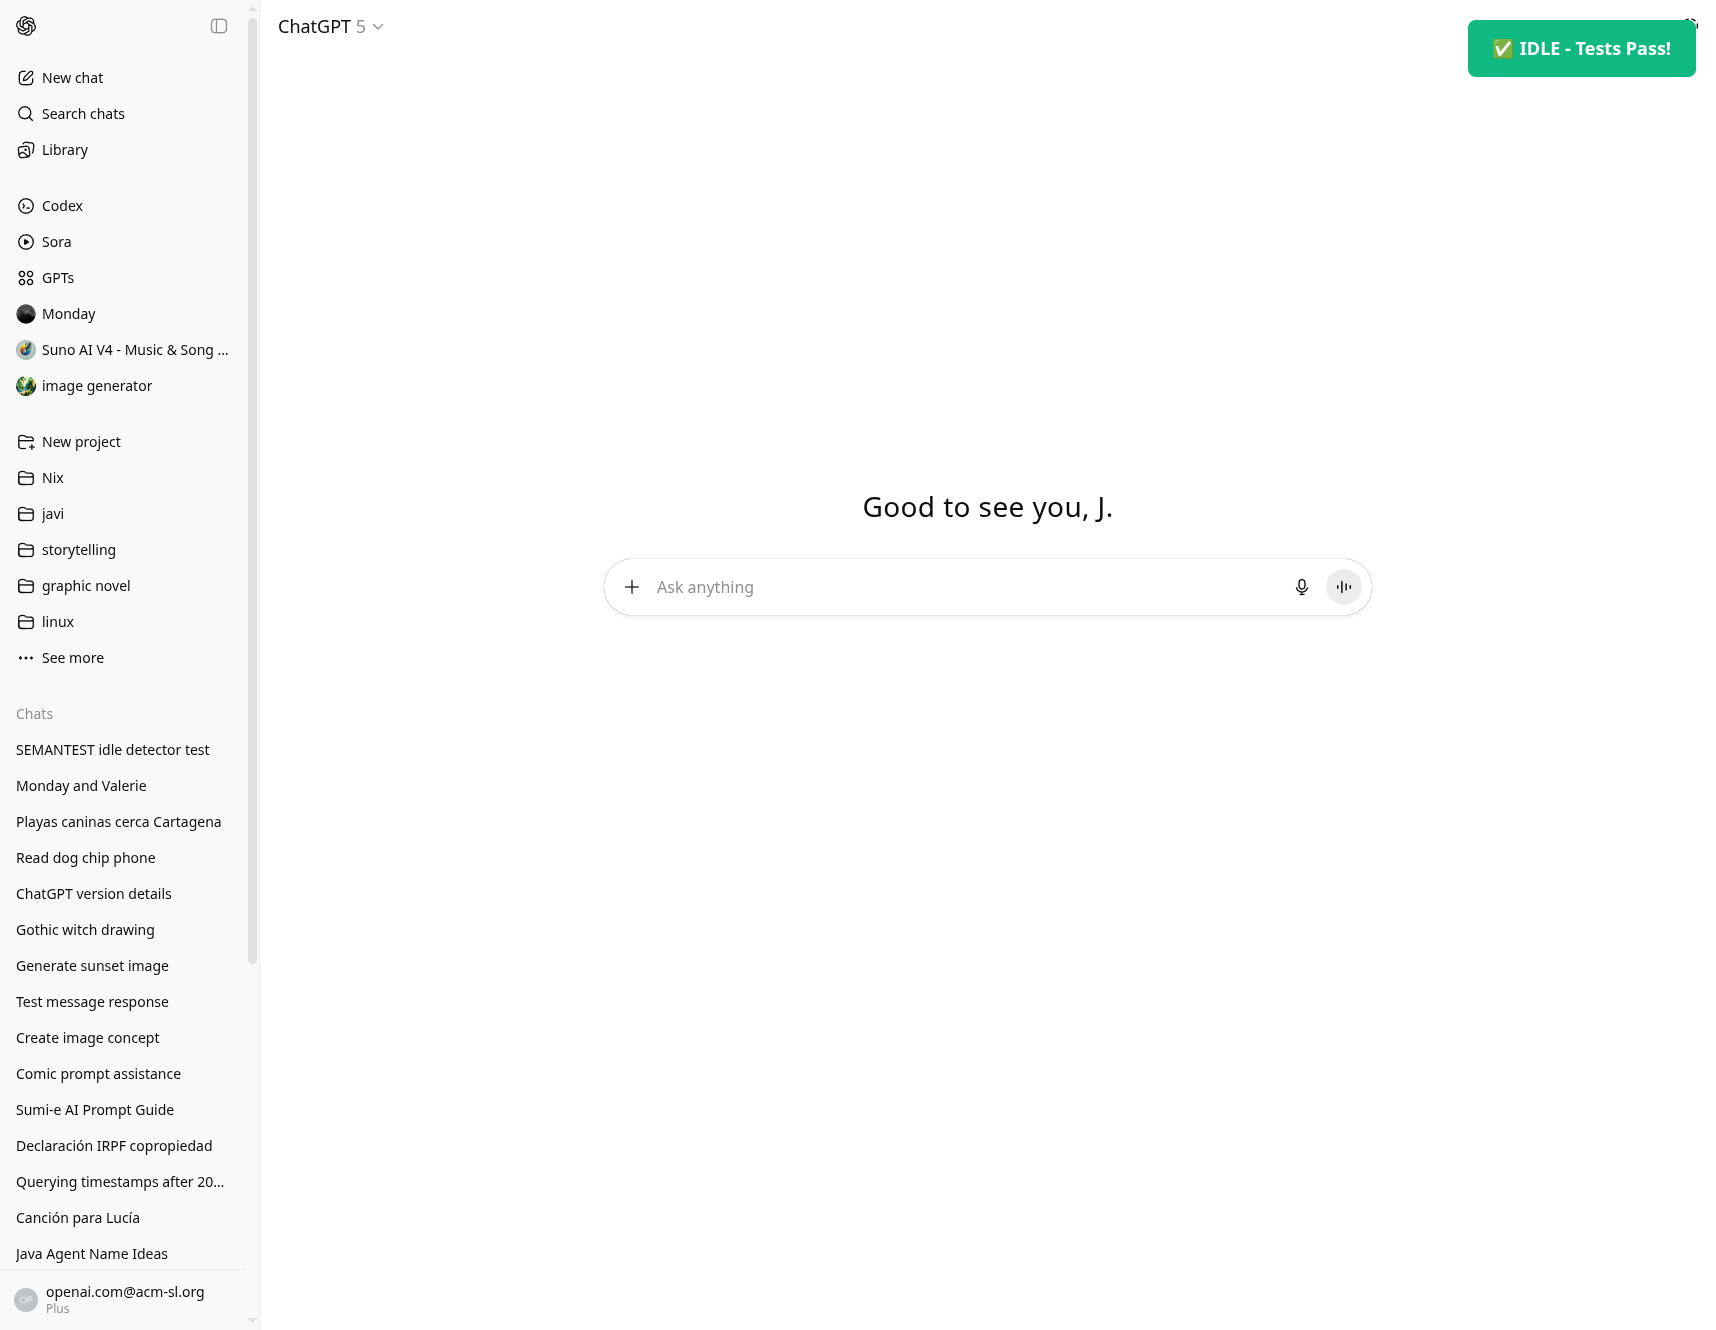 ChatGPT 5
✅ IDLE - Tests Pass!
New chat
Search chats
Library
Codex
Sora
GPTs
Monday
Suno AI V4 - Music & Song ...
image generator
New project
Nix
javi
storytelling
graphic novel
linux
See more
Chats
SEMANTEST idle detector test
Monday and Valerie
Playas caninas cerca Cartagena
Read dog chip phone
ChatGPT version details
Gothic witch drawing
Generate sunset image
Test message response
Create image concept
Comic prompt assistance
Sumi-e AI Prompt Guide
Declaración IRPF copropiedad
Querying timestamps after 20...
Canción para Lucía
Java Agent Name Ideas
OP
openai.com@acm-sl.org
Plus
Good to see you, J.
Ask anything